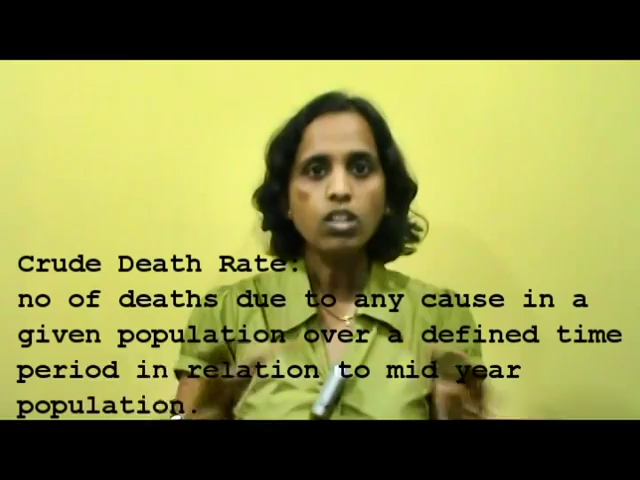 Crude Death Rate:
no of deaths due to any cause in a
given population over a defined time
period in relation to mid year
population.